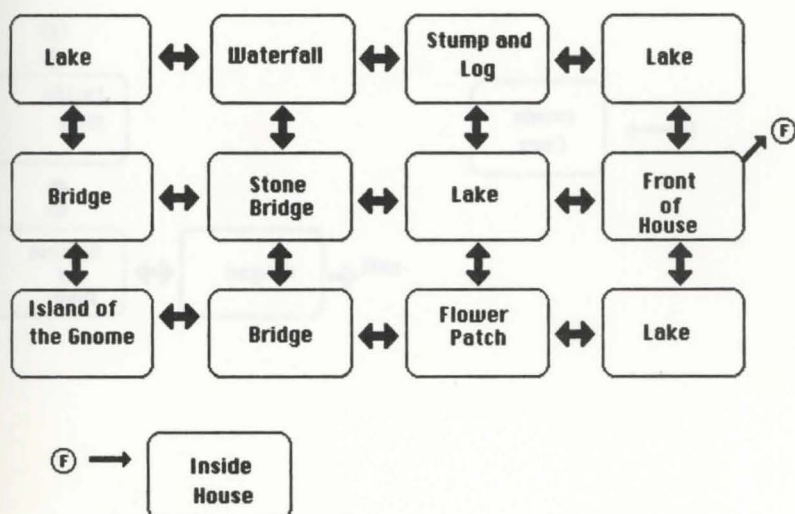 Lake
Waterfall
Stump and
Log
Lake
F
Bridge
Stone
Bridge
Lake
Front
of
House
Island of
the Gnome
Bridge
Flower
Patch
Lake
F
Inside
House